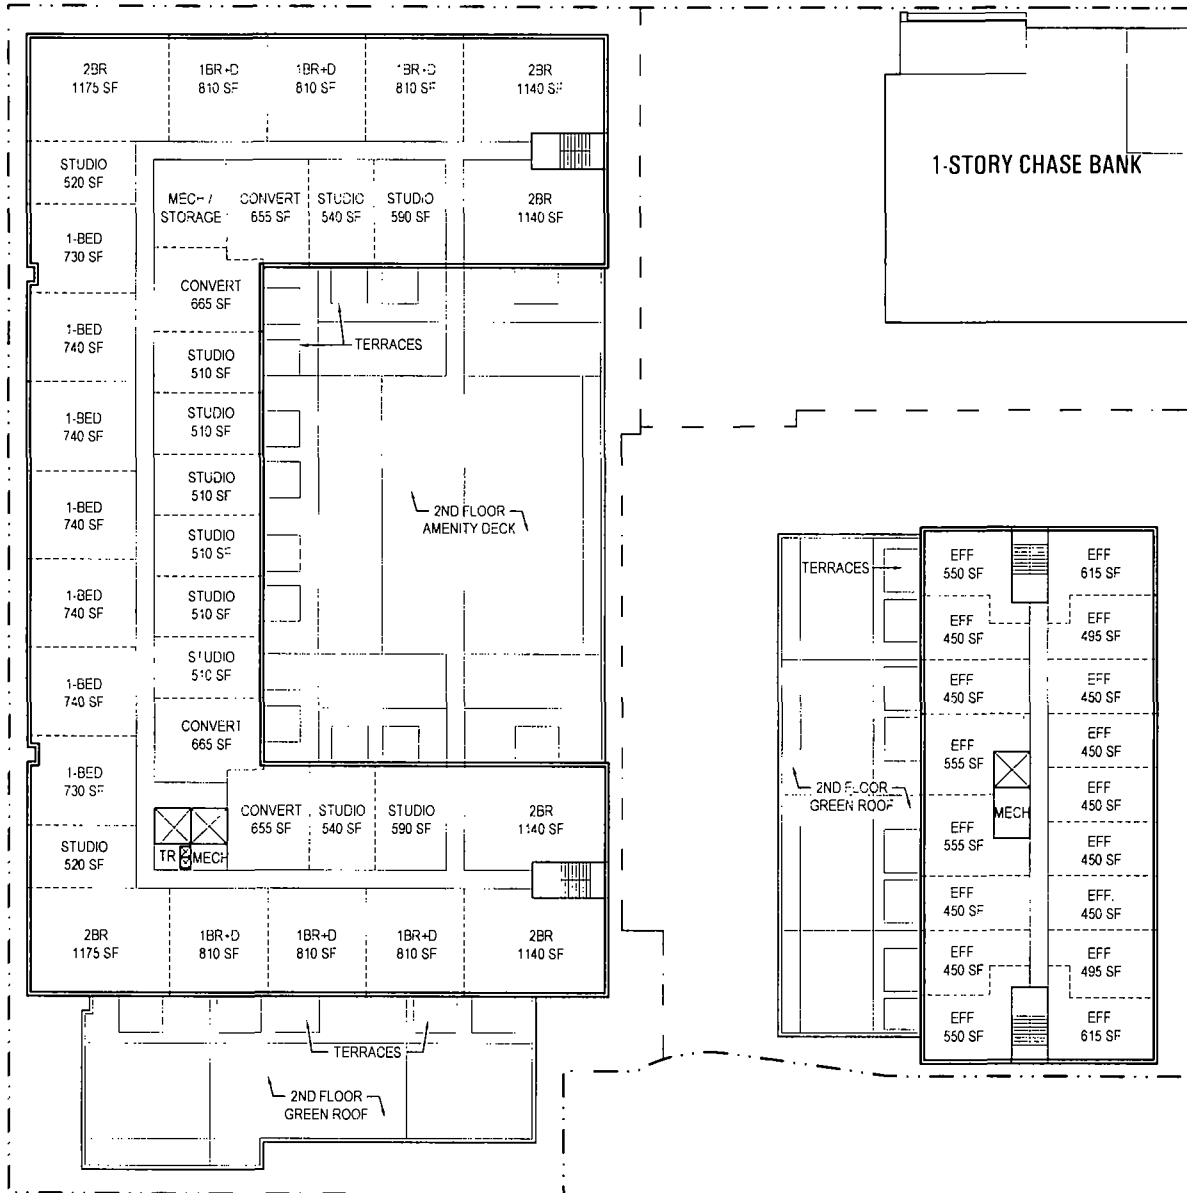 2BR
1175 SF
1BR+D
810 SF
1BR+D
810 SF
1BR+D
810 SF
2BR
1140 SF
STUDIO
520 SF
MECH /
STORAGE
CONVERT
655 SF
STUDIO
540 SF
STUDIO
590 SF
2BR
1140 SF
1-BED
730 SF
CONVERT
665 SF
1-BED
740 SF
STUDIO
510 SF
TERRACES
1-BED
740 SF
STUDIO
510 SF
STUDIO
510 SF
1-BED
740 SF
STUDIO
510 SF
2ND FLOOR
AMENITY DECK
1-BED
740 SF
STUDIO
510 SF
STUDIO
510 SF
1-BED
740 SF
CONVERT
665 SF
1-BED
730 SF
CONVERT
655 SF
STUDIO
540 SF
STUDIO
590 SF
2BR
1140 SF
STUDIO
520 SF
TR
MECH
2BR
1175 SF
1BR+D
810 SF
1BR+D
810 SF
1BR+D
810 SF
2BR
1140 SF
TERRACES
2ND FLOOR
GREEN ROOF
1-STORY CHASE BANK
TERRACES
EFF
550 SF
EFF
615 SF
EFF
450 SF
EFF
495 SF
EFF
450 SF
EFF
450 SF
EFF
555 SF
EFF
450 SF
2ND FLOOR
GREEN ROOF
MECH
EFF
450 SF
EFF
555 SF
EFF
450 SF
EFF
450 SF
EFF.
450 SF
EFF
450 SF
EFF
495 SF
EFF
550 SF
EFF
615 SF